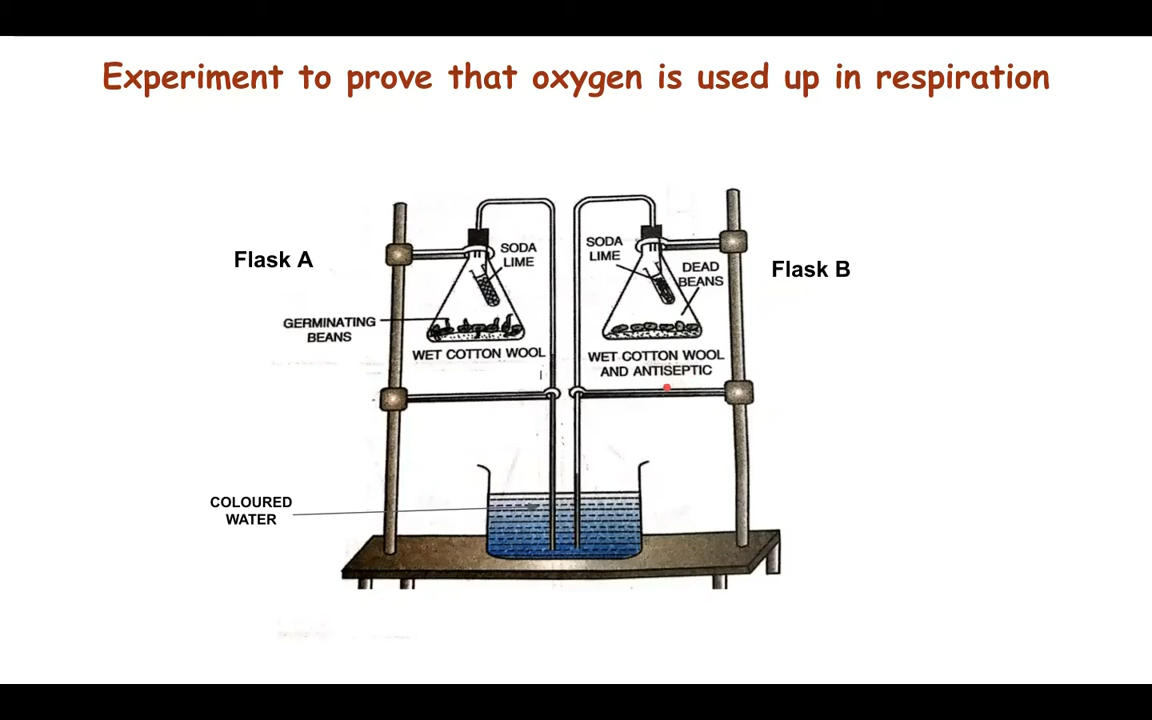 Experiment to prove that oxygen is used up in respiration
Flask A
SODA
LIME
GERMINATING
BEANS
WET COTTON WOOL
SODA
LIME
DEAD
BEANS
Flask B
WET COTTON WOOL
AND ANTISEPTIC
COLOURED
WATER